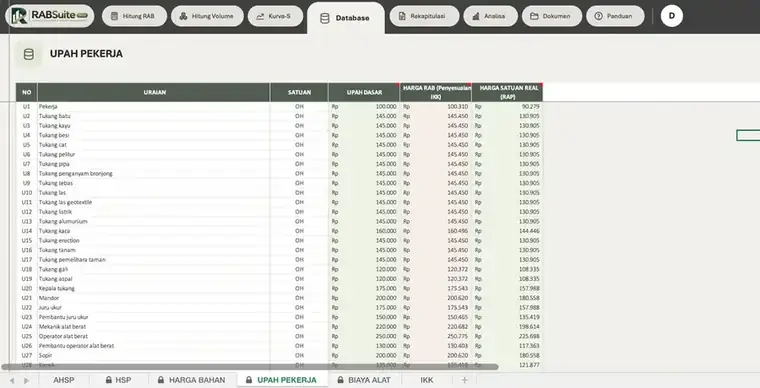 RABSuite
Hitung RAB
Hitung Volume
Kurva-S
Database
Rekapitulasi
Analisa
Dokumen
Panduan
D
UPAH PEKERJA
NO URAIAN SATUAN UPAH DASAR HARGA RAB (Penyesuaian IKK) HARGA SATUAN REAL (RAP)
U1 Pekerja OH Rp 100.000 Rp 100.310 Rp 90.279
U2 Tukang batu OH Rp 145.000 Rp 145.450 Rp 130.905
U3 Tukang kayu OH Rp 145.000 Rp 145.450 Rp 130.905
U4 Tukang besi OH Rp 145.000 Rp 145.450 Rp 130.905
U5 Tukang cat OH Rp 145.000 Rp 145.450 Rp 130.905
U6 Tukang pelitur OH Rp 145.000 Rp 145.450 Rp 130.905
U7 Tukang pipa OH Rp 145.000 Rp 145.450 Rp 130.905
U8 Tukang penganyam bronjong OH Rp 145.000 Rp 145.450 Rp 130.905
U9 Tukang tebas OH Rp 145.000 Rp 145.450 Rp 130.905
U10 Tukang las OH Rp 145.000 Rp 145.450 Rp 130.905
U11 Tukang las geotextile OH Rp 145.000 Rp 145.450 Rp 130.905
U12 Tukang listrik OH Rp 145.000 Rp 145.450 Rp 130.905
U13 Tukang alumunium OH Rp 145.000 Rp 145.450 Rp 130.905
U14 Tukang kaca OH Rp 160.000 Rp 160.496 Rp 144.446
U15 Tukang erection OH Rp 145.000 Rp 145.450 Rp 130.905
U16 Tukang tanam OH Rp 145.000 Rp 145.450 Rp 130.905
U17 Tukang pemelihara taman OH Rp 145.000 Rp 145.450 Rp 130.905
U18 Tukang gali OH Rp 120.000 Rp 120.372 Rp 108.335
U19 Tukang aspal OH Rp 120.000 Rp 120.372 Rp 108.335
U20 Kepala tukang OH Rp 175.000 Rp 175.543 Rp 157.988
U21 Mandor OH Rp 200.000 Rp 200.620 Rp 180.558
U22 Juru ukur OH Rp 175.000 Rp 175.543 Rp 157.988
U23 Pembantu juru ukur OH Rp 150.000 Rp 150.465 Rp 135.419
U24 Mekanik alat berat OH Rp 220.000 Rp 220.682 Rp 198.614
U25 Operator alat berat OH Rp 250.000 Rp 250.775 Rp 225.698
U26 Pembantu operator alat berat OH Rp 130.000 Rp 130.403 Rp 117.363
U27 Sopir OH Rp 200.000 Rp 200.620 Rp 180.558
U28 OH Rp Rp Rp 121.877
AHSP HSP HARGA BAHAN UPAH PEKERJA BIAYA ALAT IKK